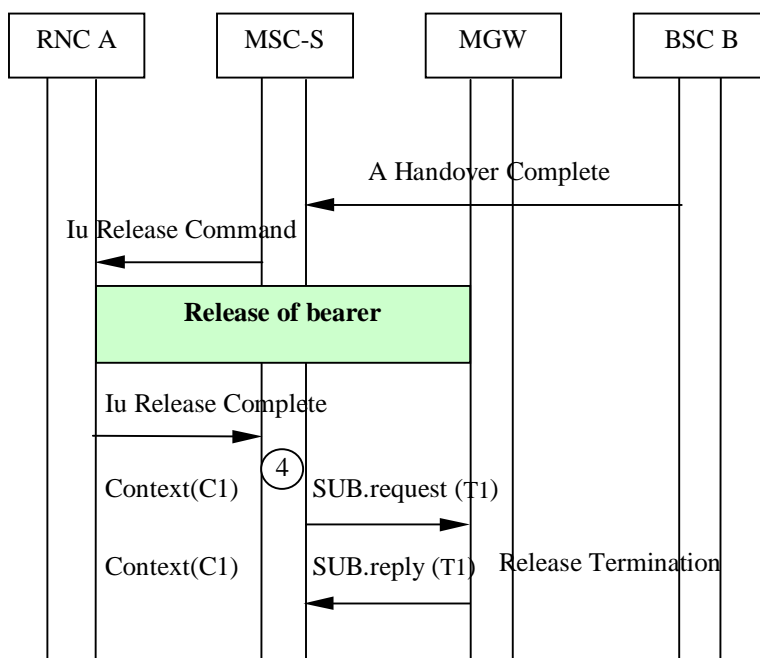 RNC A
MSC-S
MGW
BSC B
A Handover Complete
Iu Release Command
Release of bearer
Iu Release Complete
4
Context(C1)
SUB.request (T1)
Context(C1)
SUB.reply (T1)
Release Termination